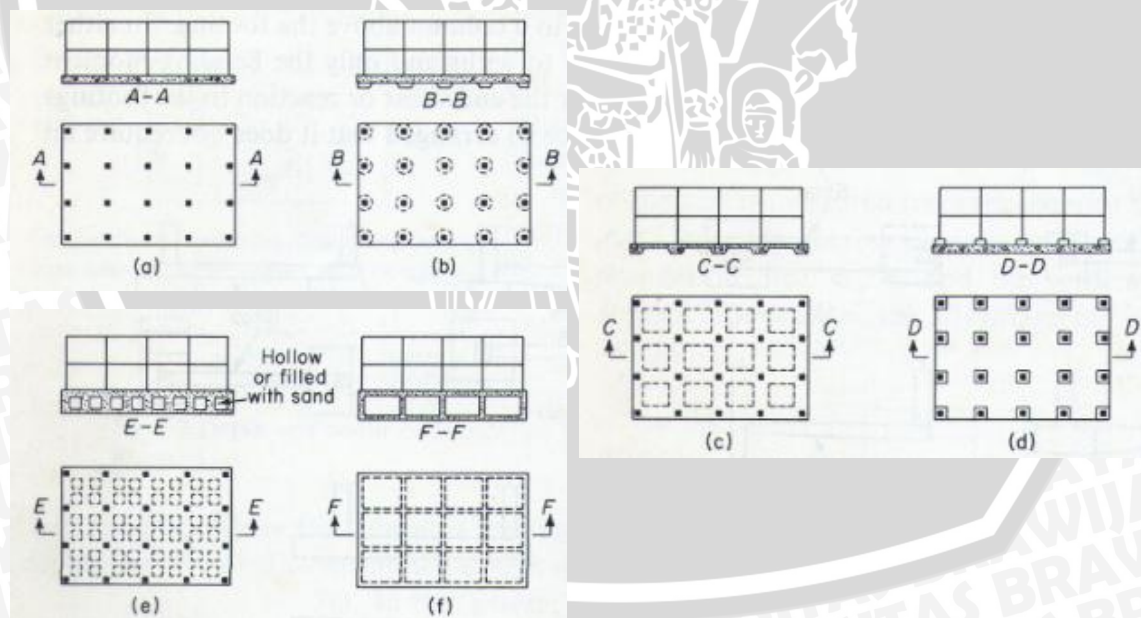 A-A
A
A
(a)
B-B
B
B
(b)
C-C
C
C
(c)
D-D
D
D
(d)
Hollow
or filled
with sand
E-E
E
E
(e)
F-F
F
F
(f)